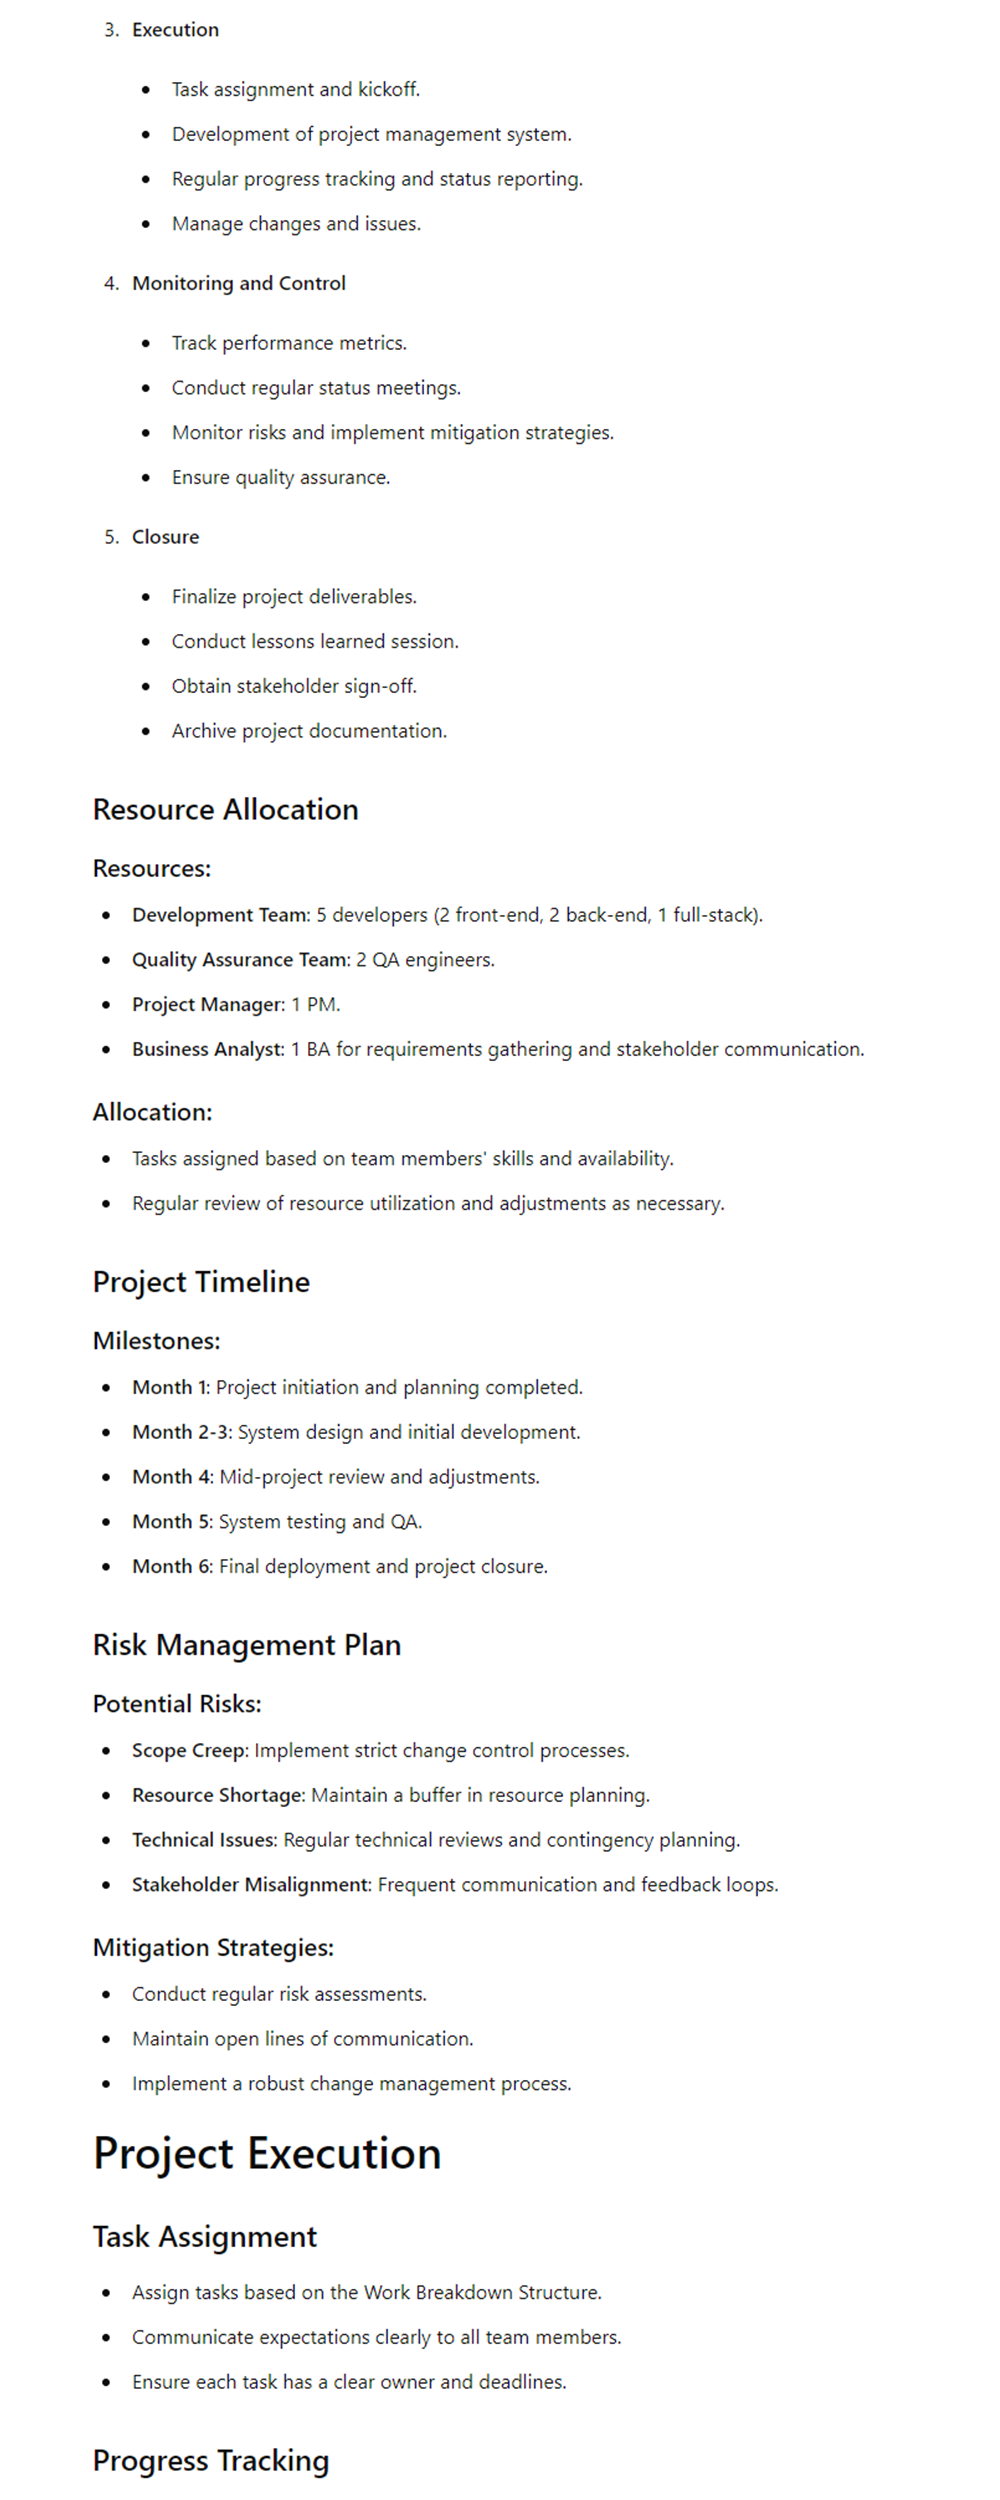 3. Execution
• Task assignment and kickoff.
• Development of project management system.
• Regular progress tracking and status reporting.
• Manage changes and issues.
4. Monitoring and Control
• Track performance metrics.
• Conduct regular status meetings.
• Monitor risks and implement mitigation strategies.
• Ensure quality assurance.
5. Closure
• Finalize project deliverables.
• Conduct lessons learned session.
• Obtain stakeholder sign-off.
• Archive project documentation.
Resource Allocation
Resources:
• Development Team: 5 developers (2 front-end, 2 back-end, 1 full-stack).
• Quality Assurance Team: 2 QA engineers.
• Project Manager: 1 PM.
• Business Analyst: 1 BA for requirements gathering and stakeholder communication.
Allocation:
• Tasks assigned based on team members' skills and availability.
• Regular review of resource utilization and adjustments as necessary.
Project Timeline
Milestones:
• Month 1: Project initiation and planning completed.
• Month 2-3: System design and initial development.
• Month 4: Mid-project review and adjustments.
• Month 5: System testing and QA.
• Month 6: Final deployment and project closure.
Risk Management Plan
Potential Risks:
• Scope Creep: Implement strict change control processes.
• Resource Shortage: Maintain a buffer in resource planning.
• Technical Issues: Regular technical reviews and contingency planning.
• Stakeholder Misalignment: Frequent communication and feedback loops.
Mitigation Strategies:
• Conduct regular risk assessments.
• Maintain open lines of communication.
• Implement a robust change management process.
Project Execution
Task Assignment
• Assign tasks based on the Work Breakdown Structure.
• Communicate expectations clearly to all team members.
• Ensure each task has a clear owner and deadlines.
Progress Tracking